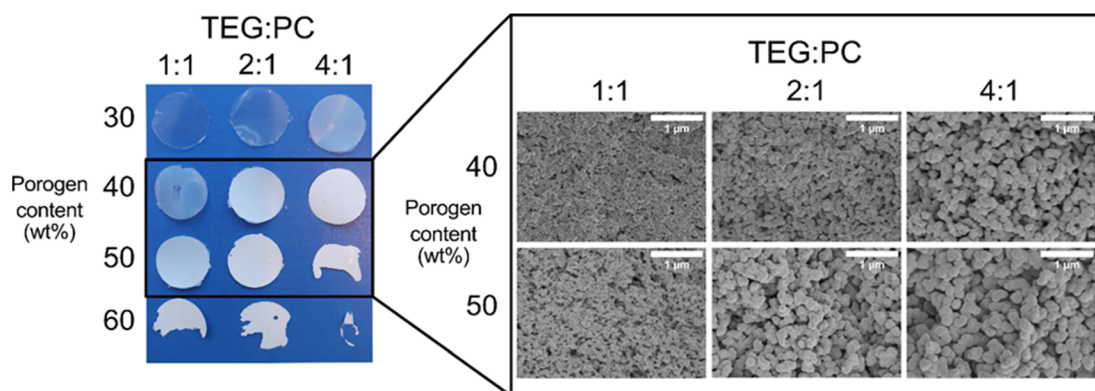 TEG:PC
1:1 2:1 4:1
30
40
50
60
Porogen
content
(wt%)
TEG:PC
1:1 2:1 4:1
40
50
Porogen
content
(wt%)
1 µm 1 µm 1 µm
1 µm 1 µm 1 µm